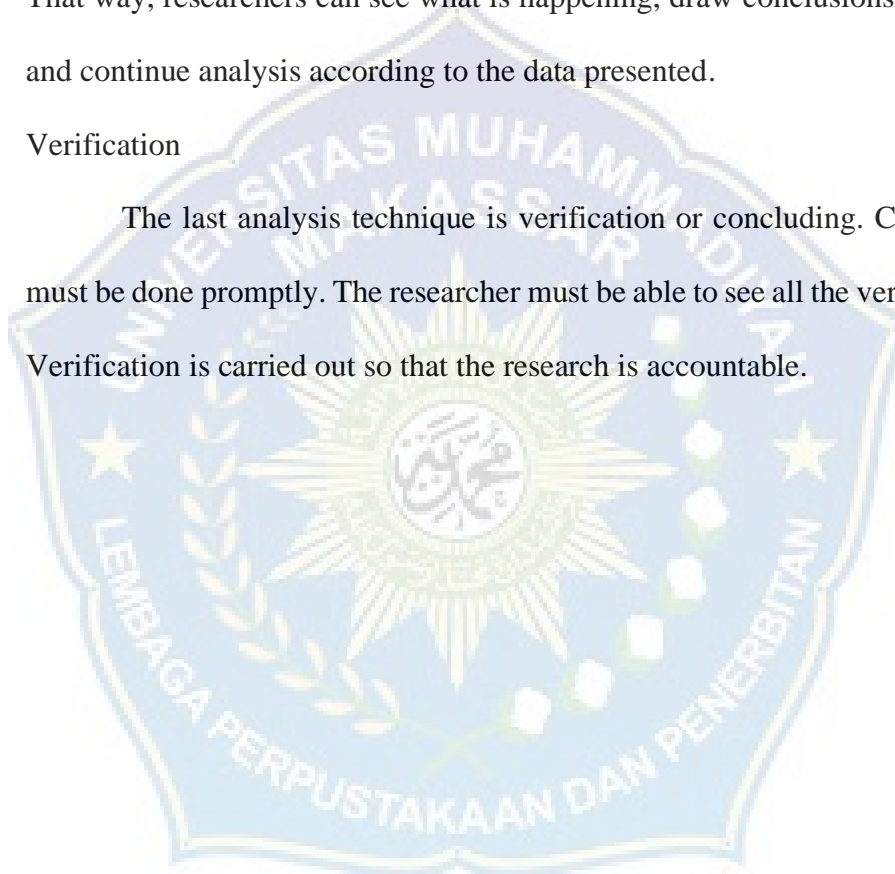 That way, researchers can see what is happening, draw conclusions
and continue analysis according to the data presented.
Verification
The last analysis technique is verification or concluding. C
must be done promptly. The researcher must be able to see all the ver
Verification is carried out so that the research is accountable.
UNIVERSITAS MUHAMMADIYAH
MAKASSAR
LEMBAGA PERPUSTAKAAN DAN PENERBITAN